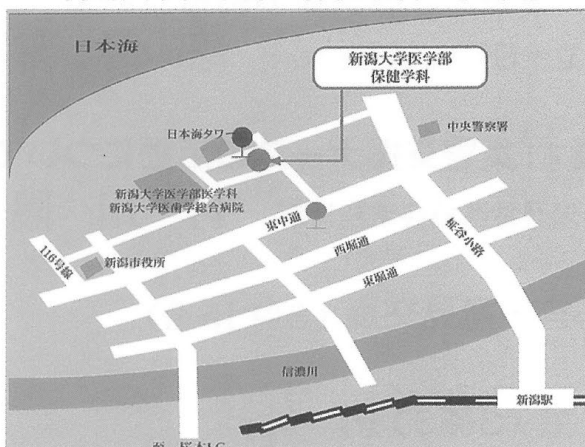 日本海
新潟大学医学部
保健学科
日本海タワー
中央警察署
新潟大学医学部医学科
新潟大学医歯学総合病院
東中通
西堀通
東堀通
柾谷小路
116号線
新潟市役所
信濃川
新潟駅